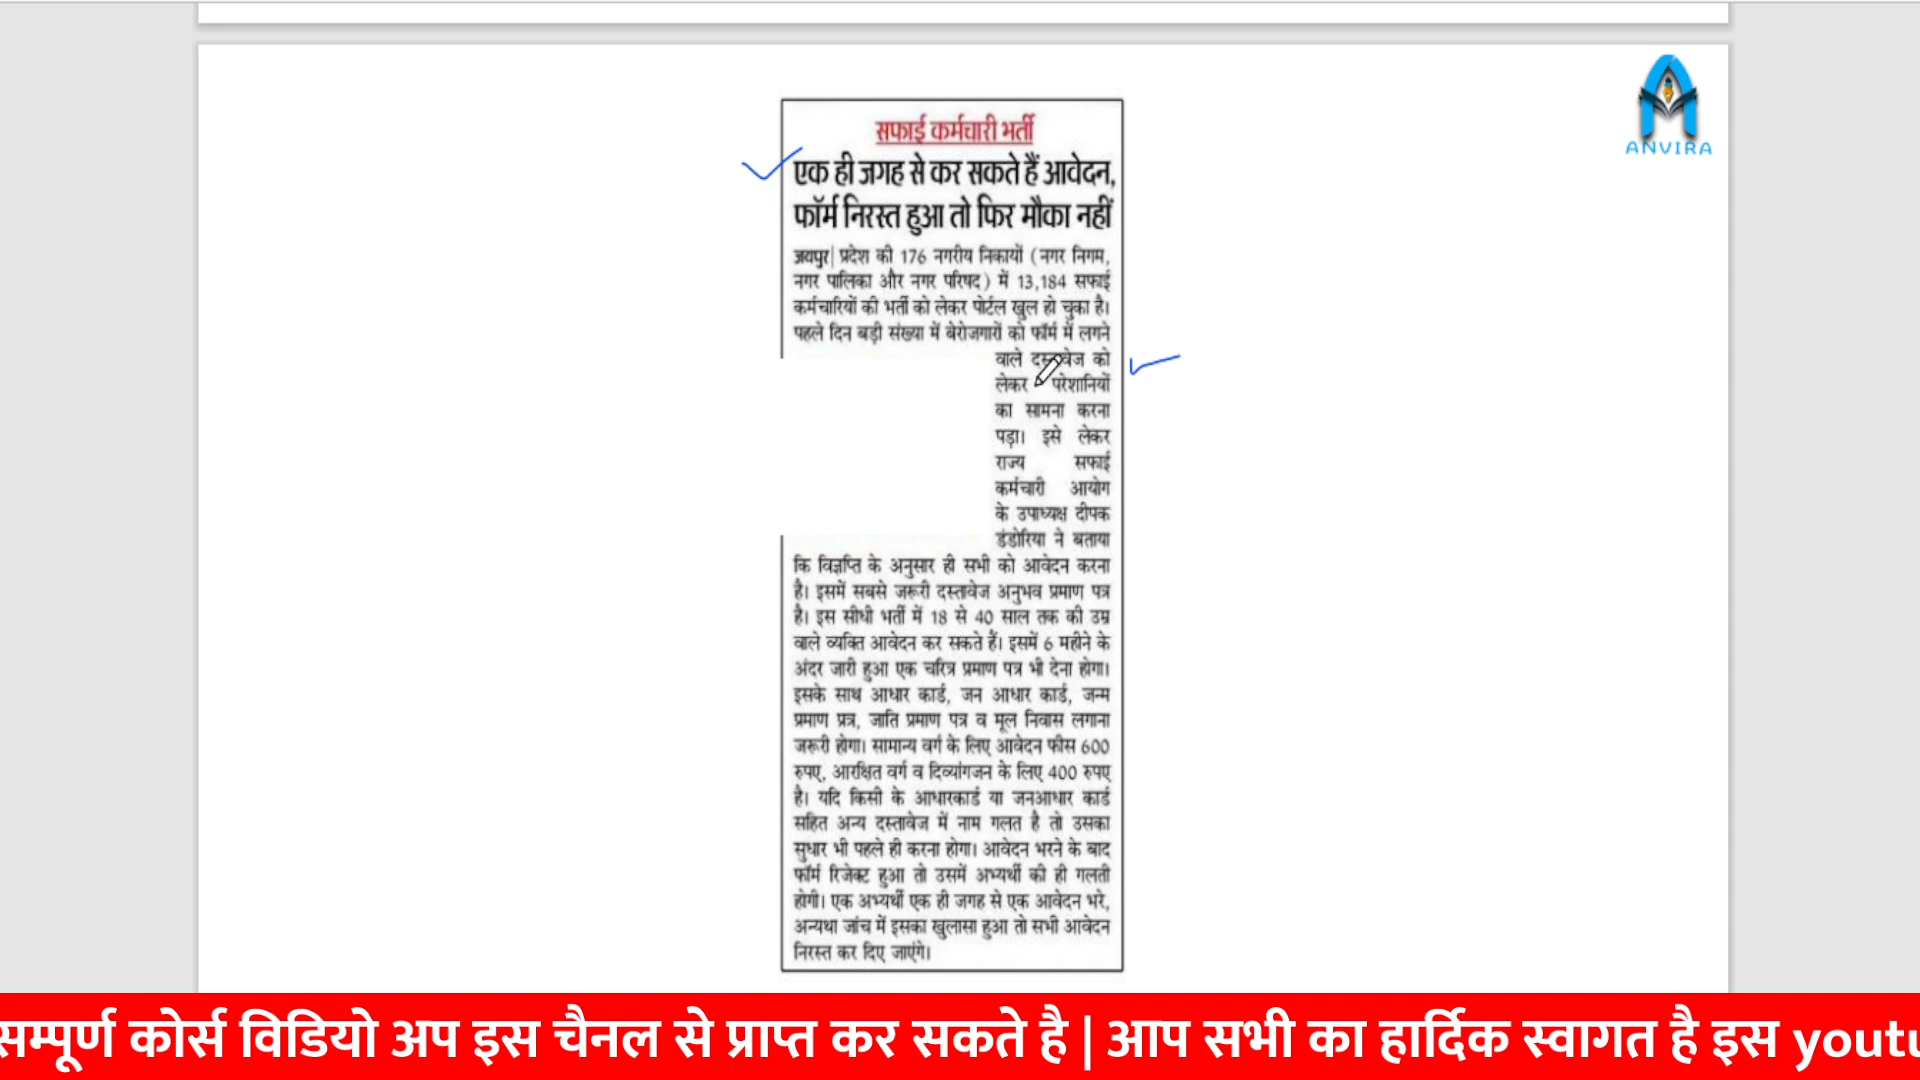 ANVIRA
सफाई कर्मचारी भर्ती
एक ही जगह से कर सकते हैं आवेदन,
फॉर्म निरस्त हुआ तो फिर मौका नहीं
जयपुर| प्रदेश की 176 नगरीय निकायों (नगर निगम,
नगर पालिका और नगर परिषद) में 13,184 सफाई
कर्मचारियों की भर्ती को लेकर पोर्टल खुल हो चुका है।
पहले दिन बड़ी संख्या में बेरोजगारों को फॉर्म में लगने
वाले दस्तावेज को
लेकर परेशानियों
का सामना करना
पड़ा। इसे लेकर
राज्य सफाई
कर्मचारी आयोग
के उपाध्यक्ष दीपक
डंडोरिया ने बताया
कि विज्ञप्ति के अनुसार ही सभी को आवेदन करना
है। इसमें सबसे जरूरी दस्तावेज अनुभव प्रमाण पत्र
है। इस सीधी भर्ती में 18 से 40 साल तक की उम्र
वाले व्यक्ति आवेदन कर सकते हैं। इसमें 6 महीने के
अंदर जारी हुआ एक चरित्र प्रमाण पत्र भी देना होगा।
इसके साथ आधार कार्ड, जन आधार कार्ड, जन्म
प्रमाण प्रत्र, जाति प्रमाण पत्र व मूल निवास लगाना
जरूरी होगा। सामान्य वर्ग के लिए आवेदन फीस 600
रुपए, आरक्षित वर्ग व दिव्यांगजन के लिए 400 रुपए
है। यदि किसी के आधारकार्ड या जनआधार कार्ड
सहित अन्य दस्तावेज में नाम गलत है तो उसका
सुधार भी पहले ही करना होगा। आवेदन भरने के बाद
फॉर्म रिजेक्ट हुआ तो उसमें अभ्यर्थी की ही गलती
होगी। एक अभ्यर्थी एक ही जगह से एक आवेदन भरे,
अन्यथा जांच में इसका खुलासा हुआ तो सभी आवेदन
निरस्त कर दिए जाएंगे।
सम्पूर्ण कोर्स विडियो अप इस चैनल से प्राप्त कर सकते है | आप सभी का हार्दिक स्वागत है इस youtu